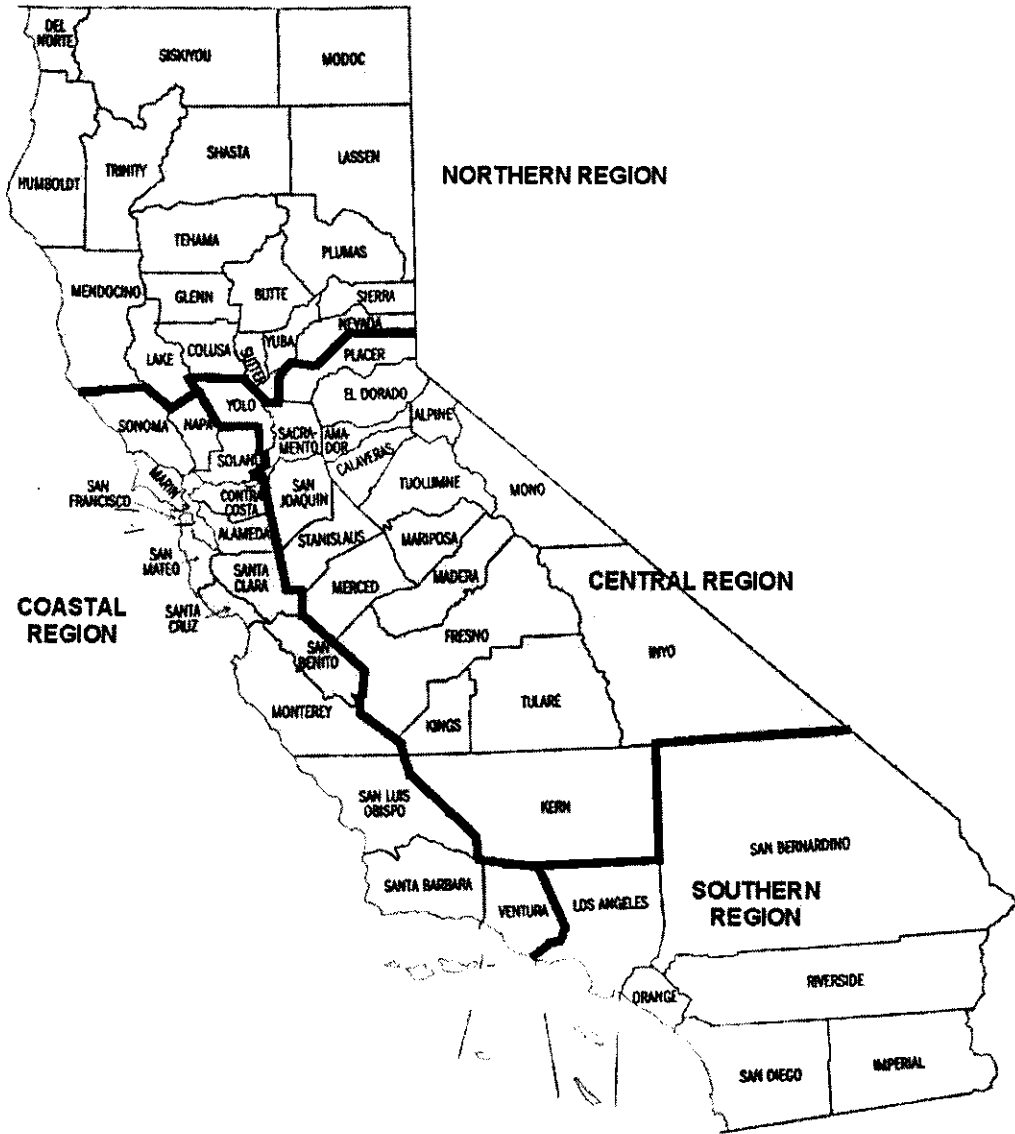 DEL
NORTE
SISKIYOU
MODOC
HUMBOLDT
TRINITY
SHASTA
LASSEN
NORTHERN REGION
TEHAMA
PLUMAS
MENDOCINO
GLENN
BUTTE
SIERRA
NEVADA
YUBA
LAKE
COLUSA
SUTTER
PLACER
EL DORADO
YOLO
SONOMA
NAPA
SACRA-
MENTO
AMA-
DOR
ALPINE
SOLANO
CALAVERAS
MARIN
SAN
FRANCISCO
CONTRA
COSTA
SAN
JOAQUIN
TUOLUMNE
MONO
ALAMEDA
STANISLAUS
MARIPOSA
SAN
MATEO
SANTA
CLARA
MERCED
MADERA
CENTRAL REGION
COASTAL
REGION
SANTA
CRUZ
SAN
BENITO
FRESNO
INYO
MONTEREY
KINGS
TULARE
SAN LUIS
OBISPO
KERN
SAN BERNARDINO
SANTA BARBARA
VENTURA
LOS ANGELES
SOUTHERN
REGION
ORANGE
RIVERSIDE
SAN DIEGO
IMPERIAL